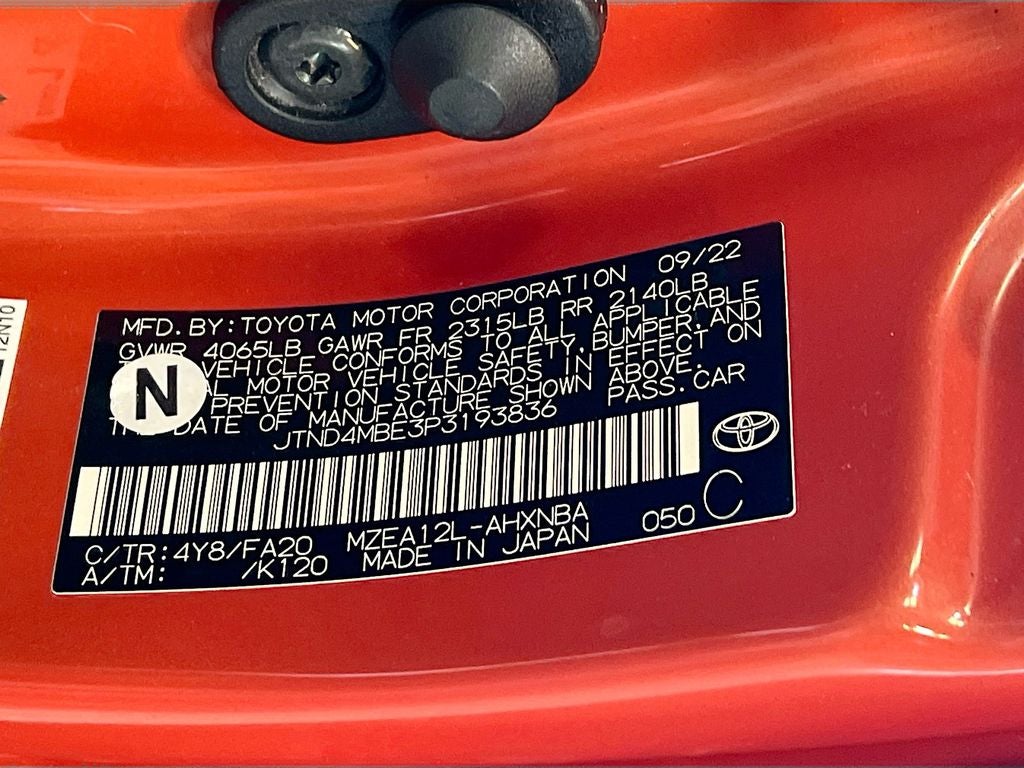 MFD. BY: TOYOTA MOTOR CORPORATION 09/22
GVWR 4065LB GAWR FR 2315LB RR 2140LB
VEHICLE CONFORMS TO ALL APPLICABLE
MOTOR VEHICLE SAFETY, BUMPER, AND
N
PREVENTION STANDARDS IN EFFECT ON
DATE OF MANUFACTURE SHOWN ABOVE.
JTND4MBE3P3193836 PASS. CAR
C/TR: 4Y8/FA20 MZEA12L-AHXNBA 050 C
A/TM: /K120 MADE IN JAPAN
12N10